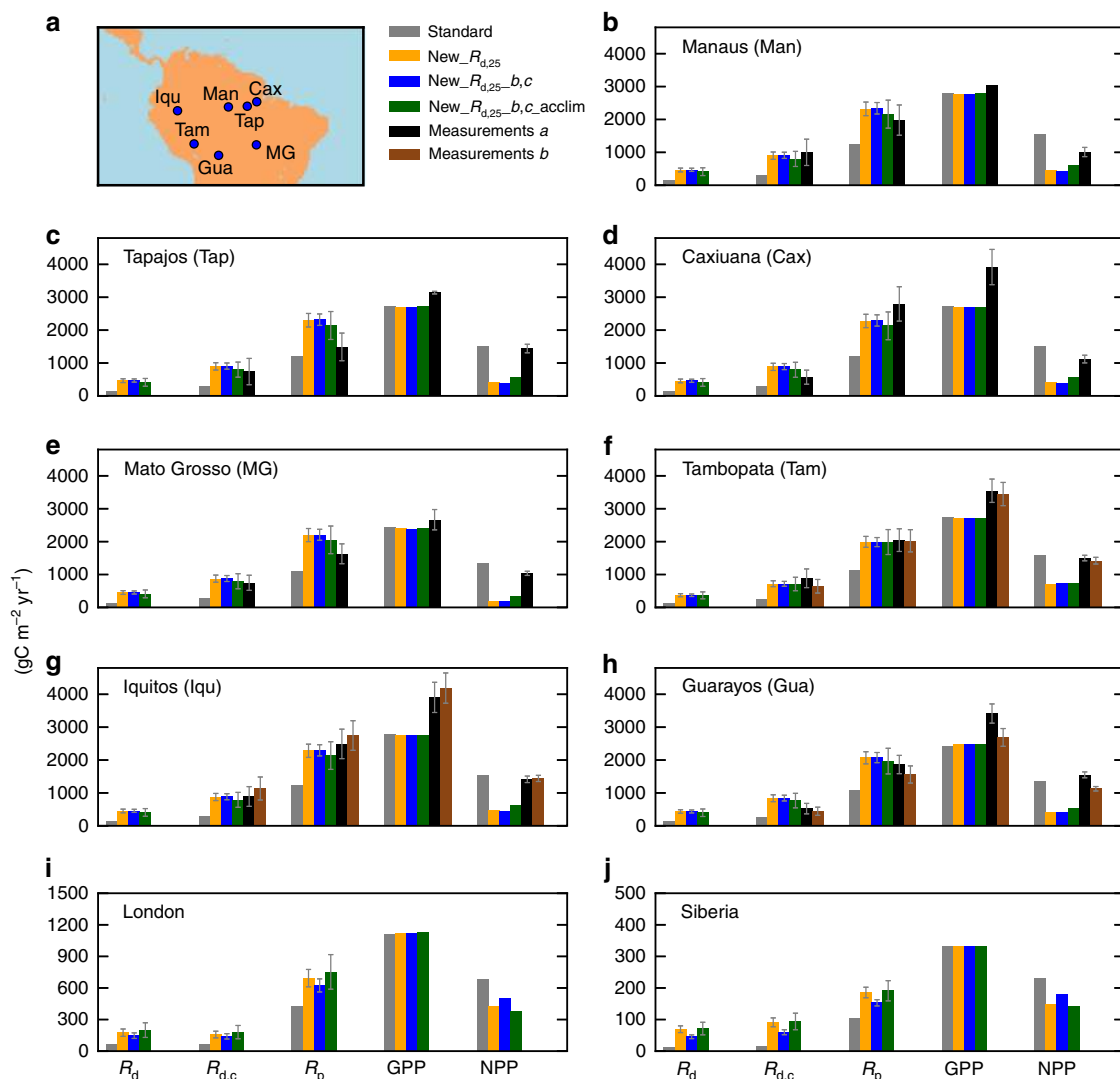 a
Iqu
Man
Cax
Tap
Tam
Gua
MG
Standard
New_Rd,25
New_Rd,25_b,c
New_Rd,25_b,c_acclim
Measurements a
Measurements b
b
Manaus (Man)
4000
3000
2000
1000
0
c
Tapajos (Tap)
4000
3000
2000
1000
0
d
Caxiuana (Cax)
4000
3000
2000
1000
0
e
Mato Grosso (MG)
4000
3000
2000
1000
0
f
Tambopata (Tam)
4000
3000
2000
1000
0
(gC m−2 yr−1)
g
Iquitos (Iqu)
4000
3000
2000
1000
0
h
Guarayos (Gua)
4000
3000
2000
1000
0
i
London
1500
1200
900
600
300
0
Rd Rd,c Rp GPP NPP
j
Siberia
500
400
300
200
100
0
Rd Rd,c Rp GPP NPP